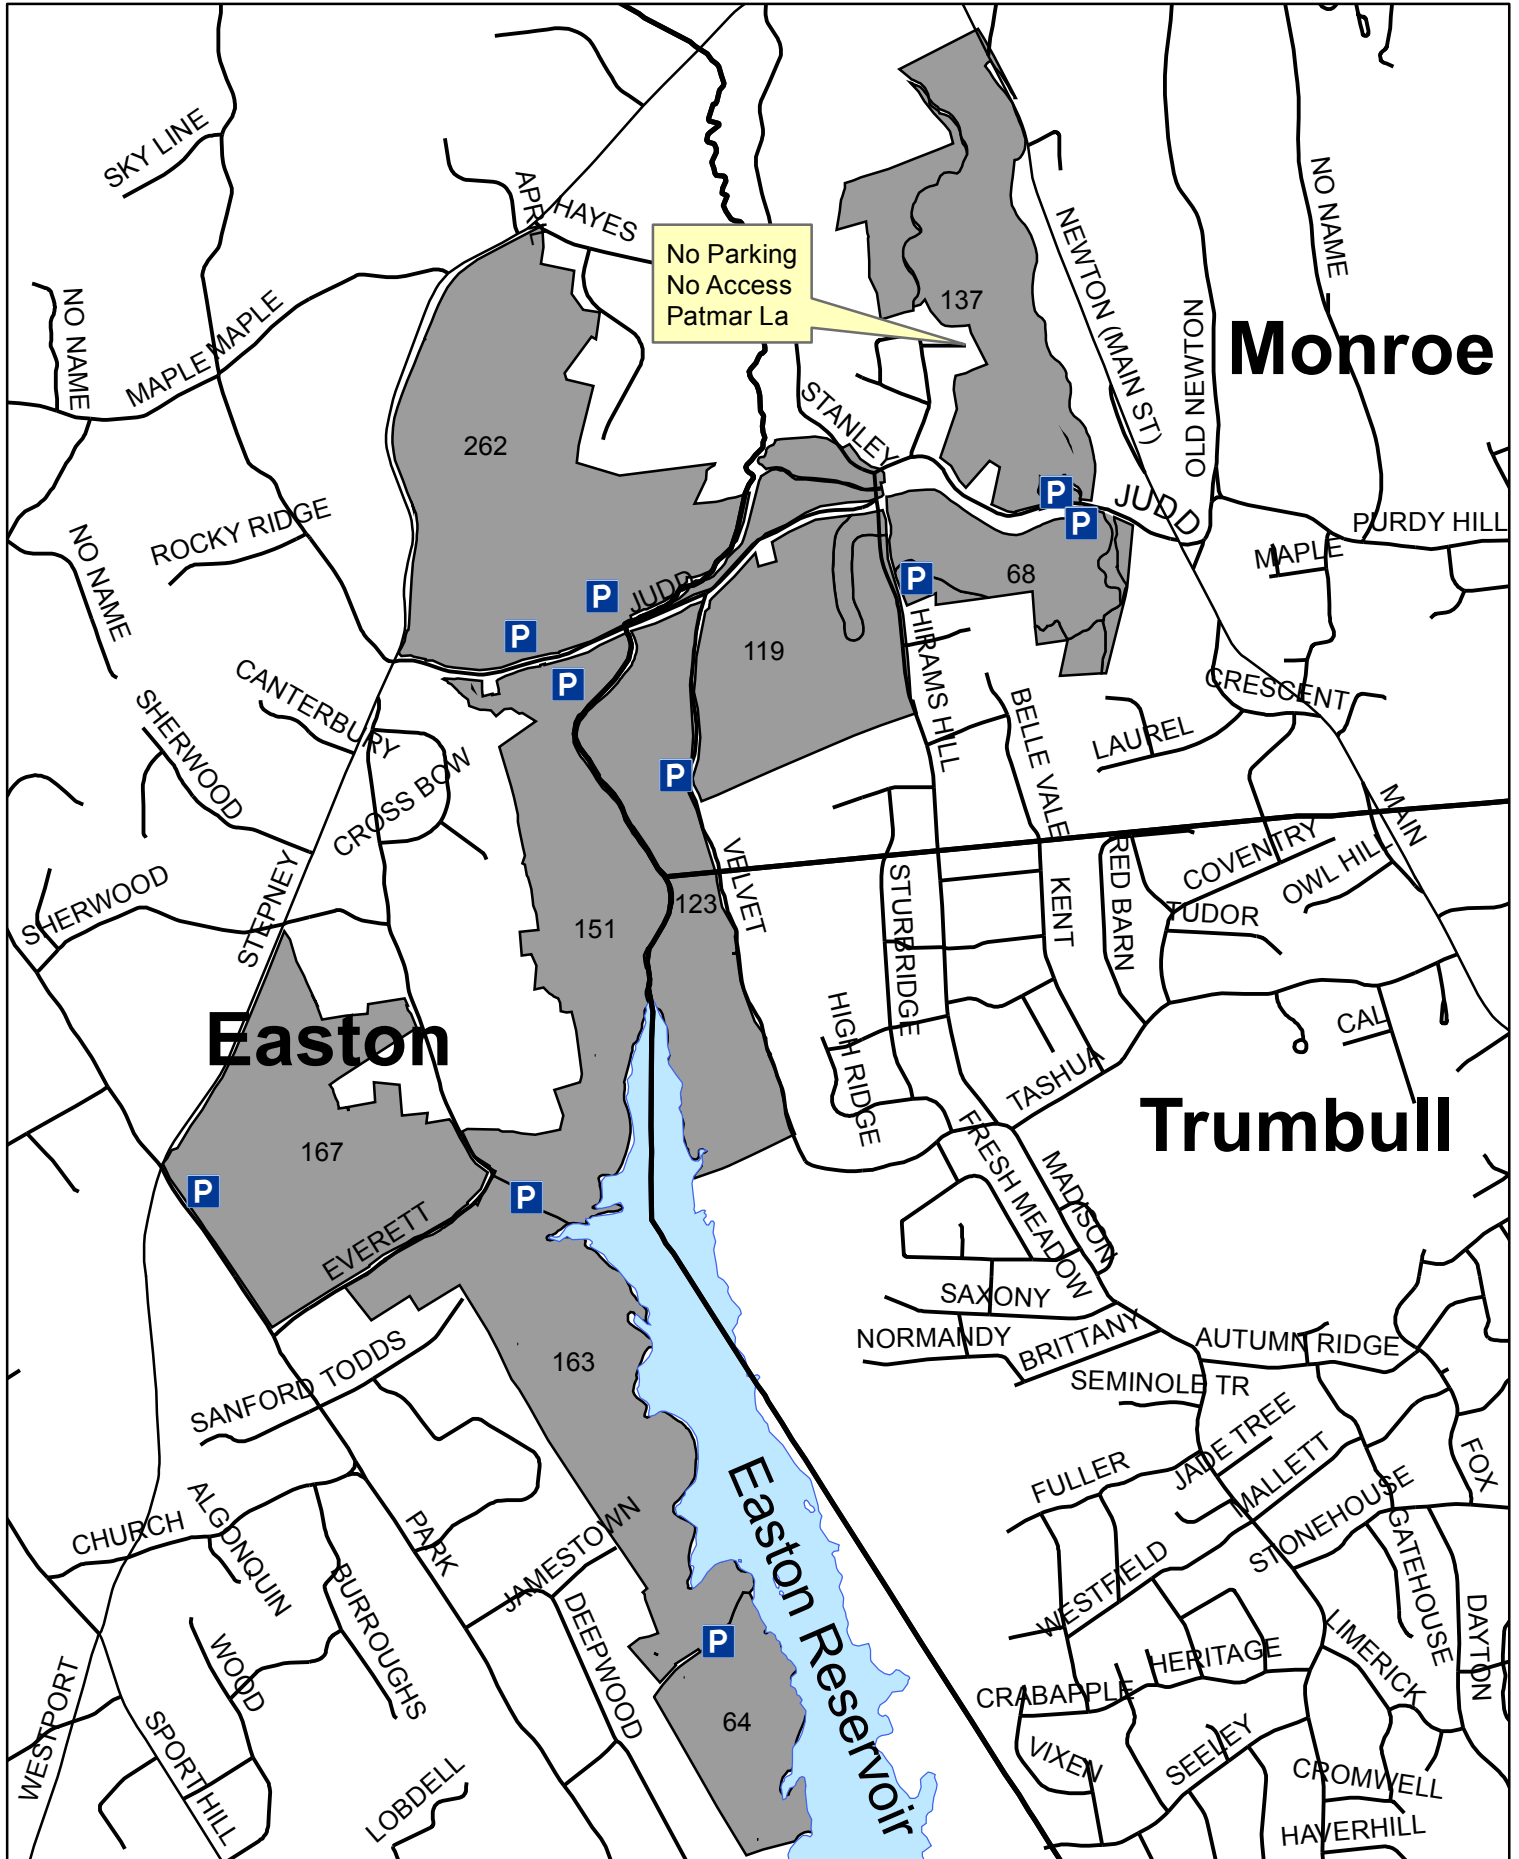 SKY LINE
APRIL
HAYES
No Parking
No Access
Patmar La
137
NEWTON (MAIN ST)
NO NAME
OLD NEWTON
Monroe
NO NAME
MAPLE
MAPLE
262
STANLEY
P
P
JUDD
PURDY HILL
MAPLE
ROCKY RIDGE
NO NAME
P
JUDD
P
P
68
P
119
HIRAMS HILL
CANTERBURY
SHERWOOD
CROSS BOW
BELLE VALE
CRESCENT
LAUREL
P
MAIN
VELVET
STURBRIDGE
KENT
RED BARN
COVENTRY
OWL HILL
TUDOR
SHERWOOD
STEPNEY
151
123
Easton
HIGH RIDGE
CAL
TASHUA
Trumbull
167
P
P
EVERETT
FRESH MEADOW
MADISON
SAXONY
NORMANDY
BRITTANY
AUTUMN RIDGE
SEMINOLE TR
163
SANFORD TODDS
FULLER
JADE TREE
MALLETT
FOX
CHURCH
ALGONQUIN
PARK
JAMESTOWN
Easton Reservoir
STONEHOUSE
GATEHOUSE
BURROUGHS
DEEPWOOD
WESTFIELD
DAYTON
P
WOOD
HERITAGE
LIMERICK
CRABAPPLE
WESTPORT
SPORT HILL
64
VIXEN
SEELEY
CROMWELL
LOBDELL
HAVERHILL